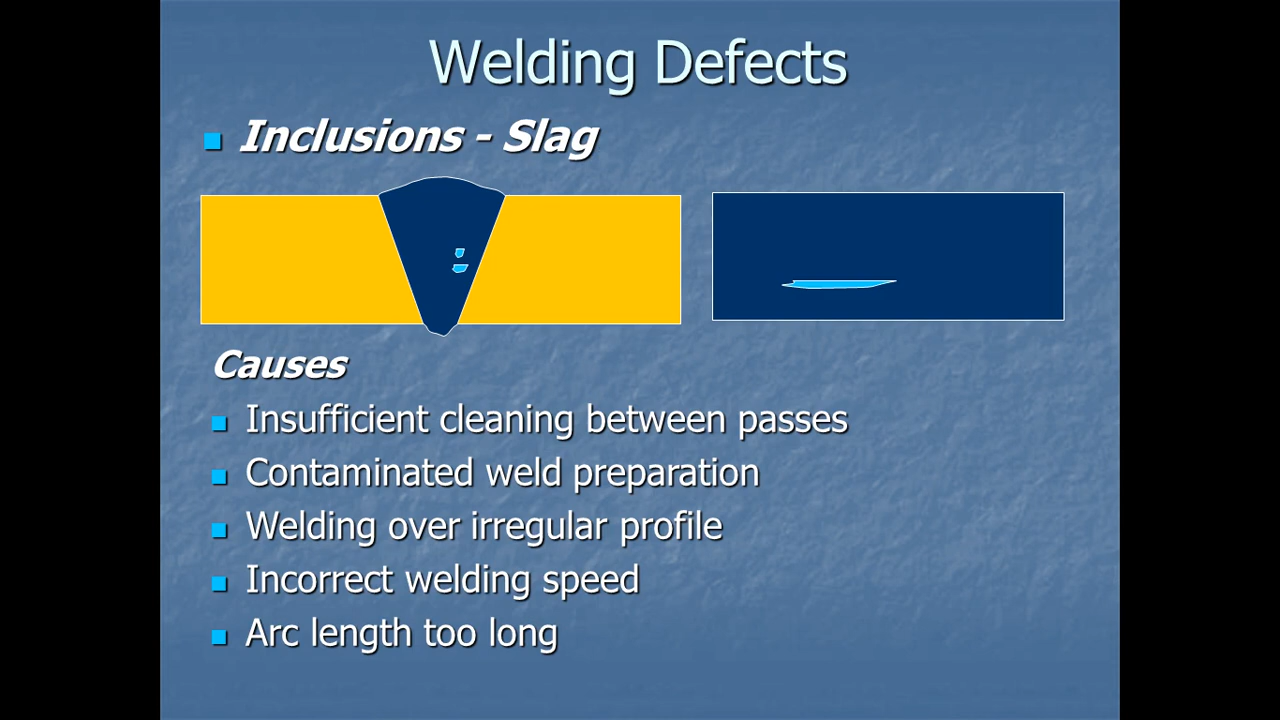 Welding Defects
Inclusions - Slag
Causes
Insufficient cleaning between passes
Contaminated weld preparation
Welding over irregular profile
Incorrect welding speed
Arc length too long